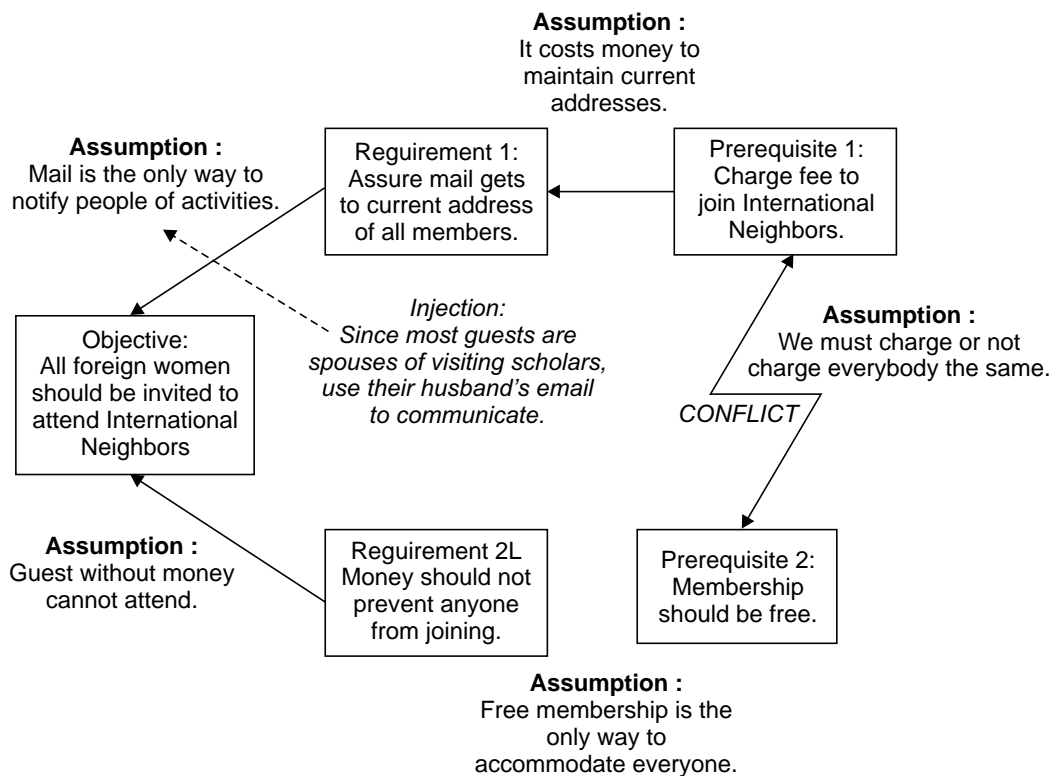 Assumption :
It costs money to
maintain current
addresses.
Assumption :
Mail is the only way to
notify people of activities.
Reguirement 1:
Assure mail gets
to current address
of all members.
Prerequisite 1:
Charge fee to
join International
Neighbors.
Injection:
Since most guests are
spouses of visiting scholars,
use their husband's email
to communicate.
Objective:
All foreign women
should be invited to
attend International
Neighbors
Assumption :
We must charge or not
charge everybody the same.
CONFLICT
Assumption :
Guest without money
cannot attend.
Reguirement 2L
Money should not
prevent anyone
from joining.
Prerequisite 2:
Membership
should be free.
Assumption :
Free membership is the
only way to
accommodate everyone.